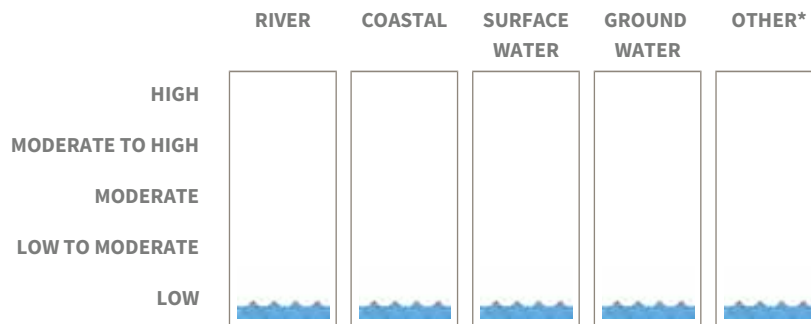 RIVER COASTAL SURFACE GROUND OTHER*
WATER WATER
HIGH
MODERATE TO HIGH
MODERATE
LOW TO MODERATE
LOW